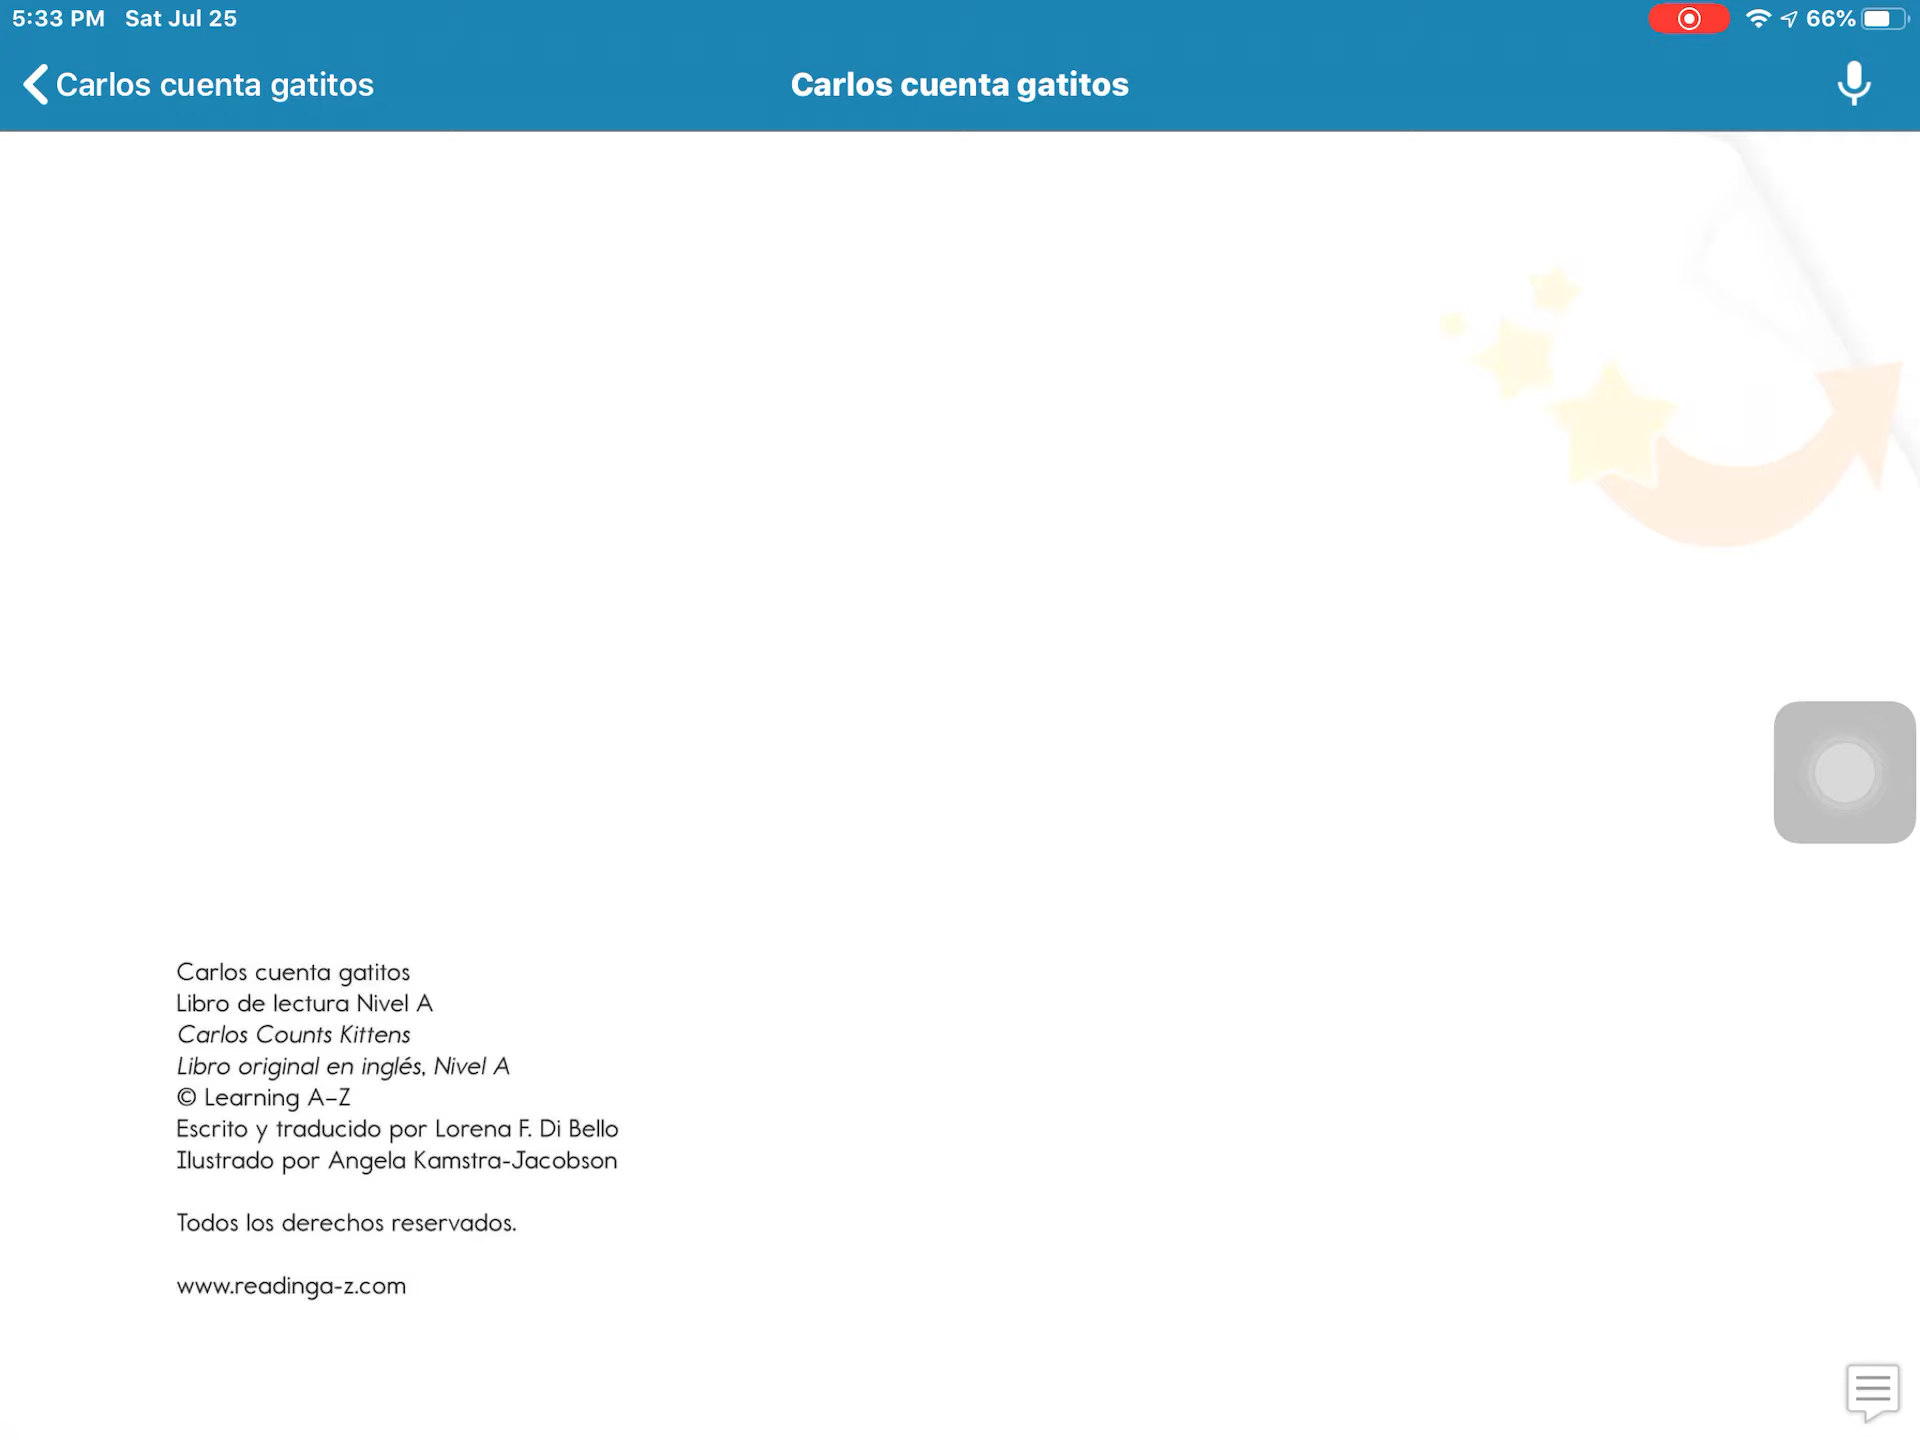 5:33 PM Sat Jul 25
66%
Carlos cuenta gatitos
Carlos cuenta gatitos
Carlos cuenta gatitos
Libro de lectura Nivel A
Carlos Counts Kittens
Libro original en inglés, Nivel A
© Learning A–Z
Escrito y traducido por Lorena F. Di Bello
Ilustrado por Angela Kamstra-Jacobson
Todos los derechos reservados.
www.readinga-z.com